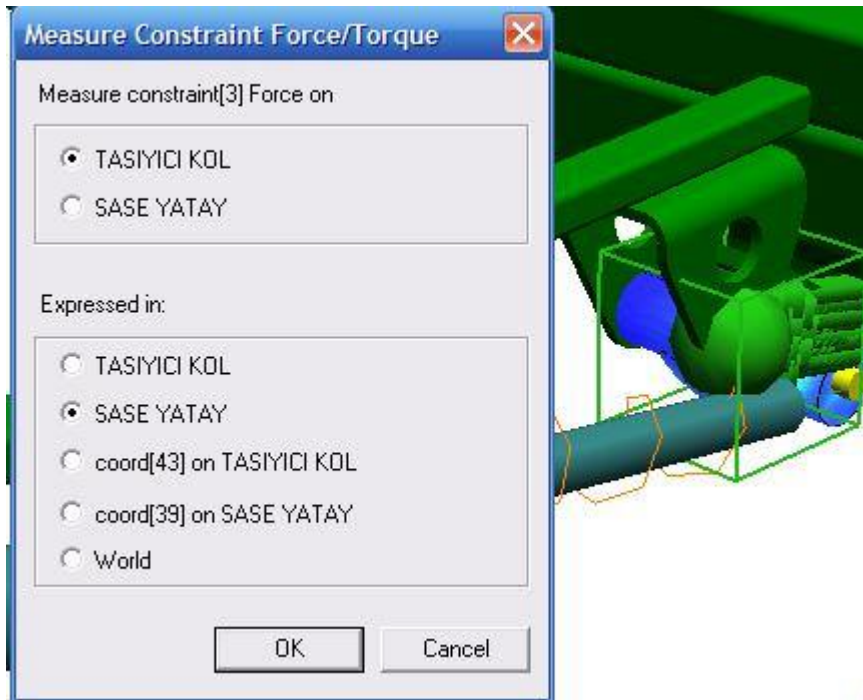 Measure Constraint Force/Torque
Measure constraint[3] Force on
TASIYICI KOL
SASE YATAY
Expressed in:
TASIYICI KOL
SASE YATAY
coord[43] on TASIYICI KOL
coord[39] on SASE YATAY
World
OK
Cancel